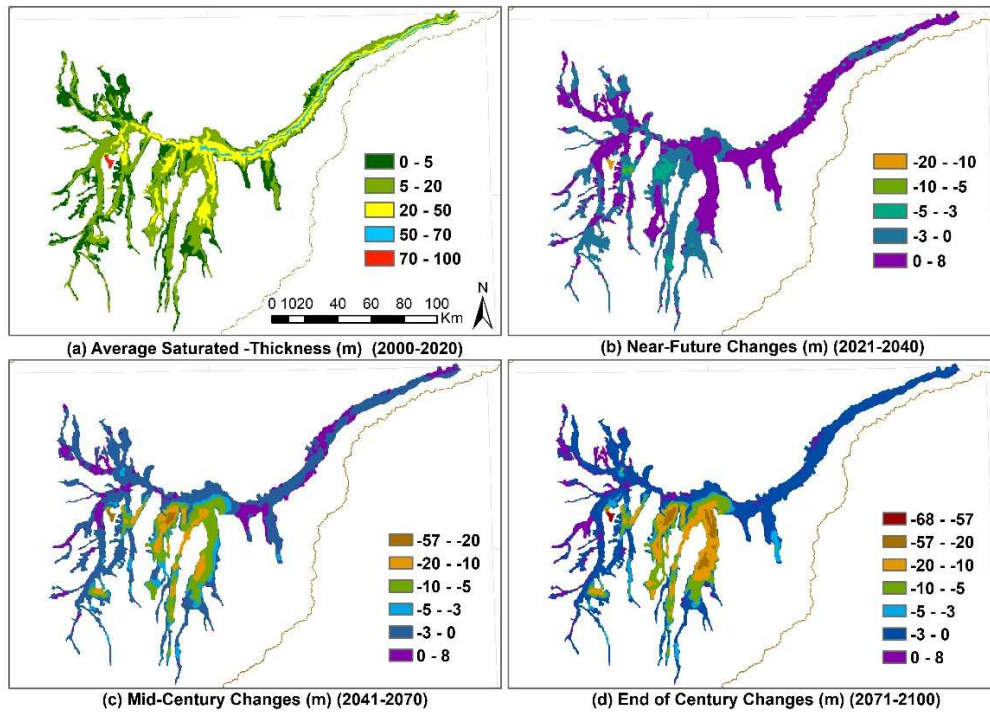 0 - 5
5 - 20
20 - 50
50 - 70
70 - 100
N
0 1020 40 60 80 100
Km
(a) Average Saturated -Thickness (m) (2000-2020)
-20 - -10
-10 - -5
-5 - -3
-3 - 0
0 - 8
(b) Near-Future Changes (m) (2021-2040)
-57 - -20
-20 - -10
-10 - -5
-5 - -3
-3 - 0
0 - 8
(c) Mid-Century Changes (m) (2041-2070)
-68 - -57
-57 - -20
-20 - -10
-10 - -5
-5 - -3
-3 - 0
0 - 8
(d) End of Century Changes (m) (2071-2100)